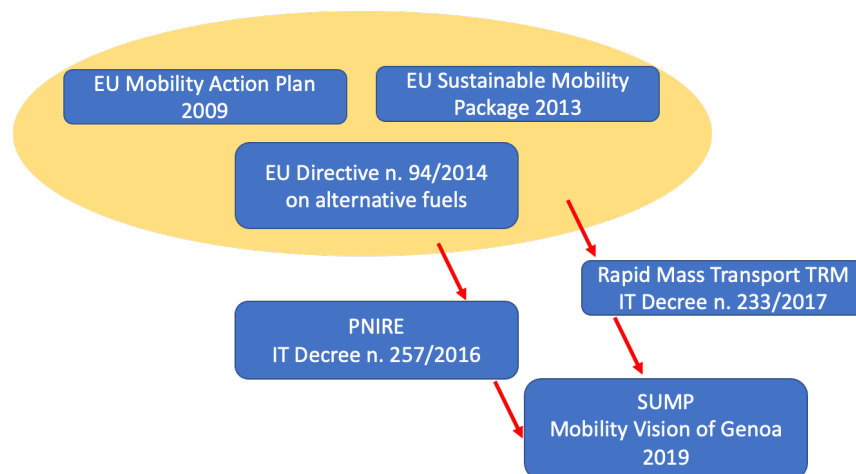 EU Mobility Action Plan
2009
EU Sustainable Mobility
Package 2013
EU Directive n. 94/2014
on alternative fuels
Rapid Mass Transport TRM
IT Decree n. 233/2017
PNIRE
IT Decree n. 257/2016
SUMP
Mobility Vision of Genoa
2019